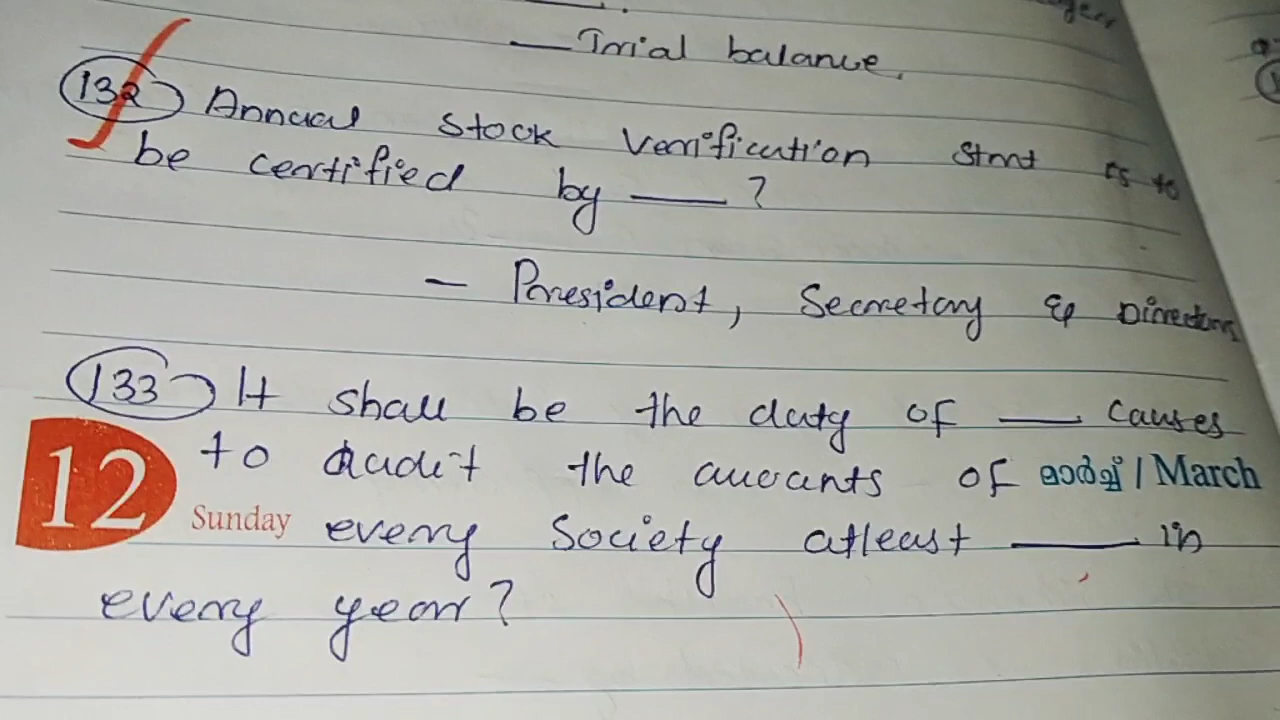 — Trial balance.
132 Annual Stock Verification Stmt is to
be certified by ___ ?
— President, Secretary & Directors
133 It shall be the duty of ___ causes
to audit the accounts of മാർച്ച് / March
12 Sunday every Society atleast ___ in
every year?